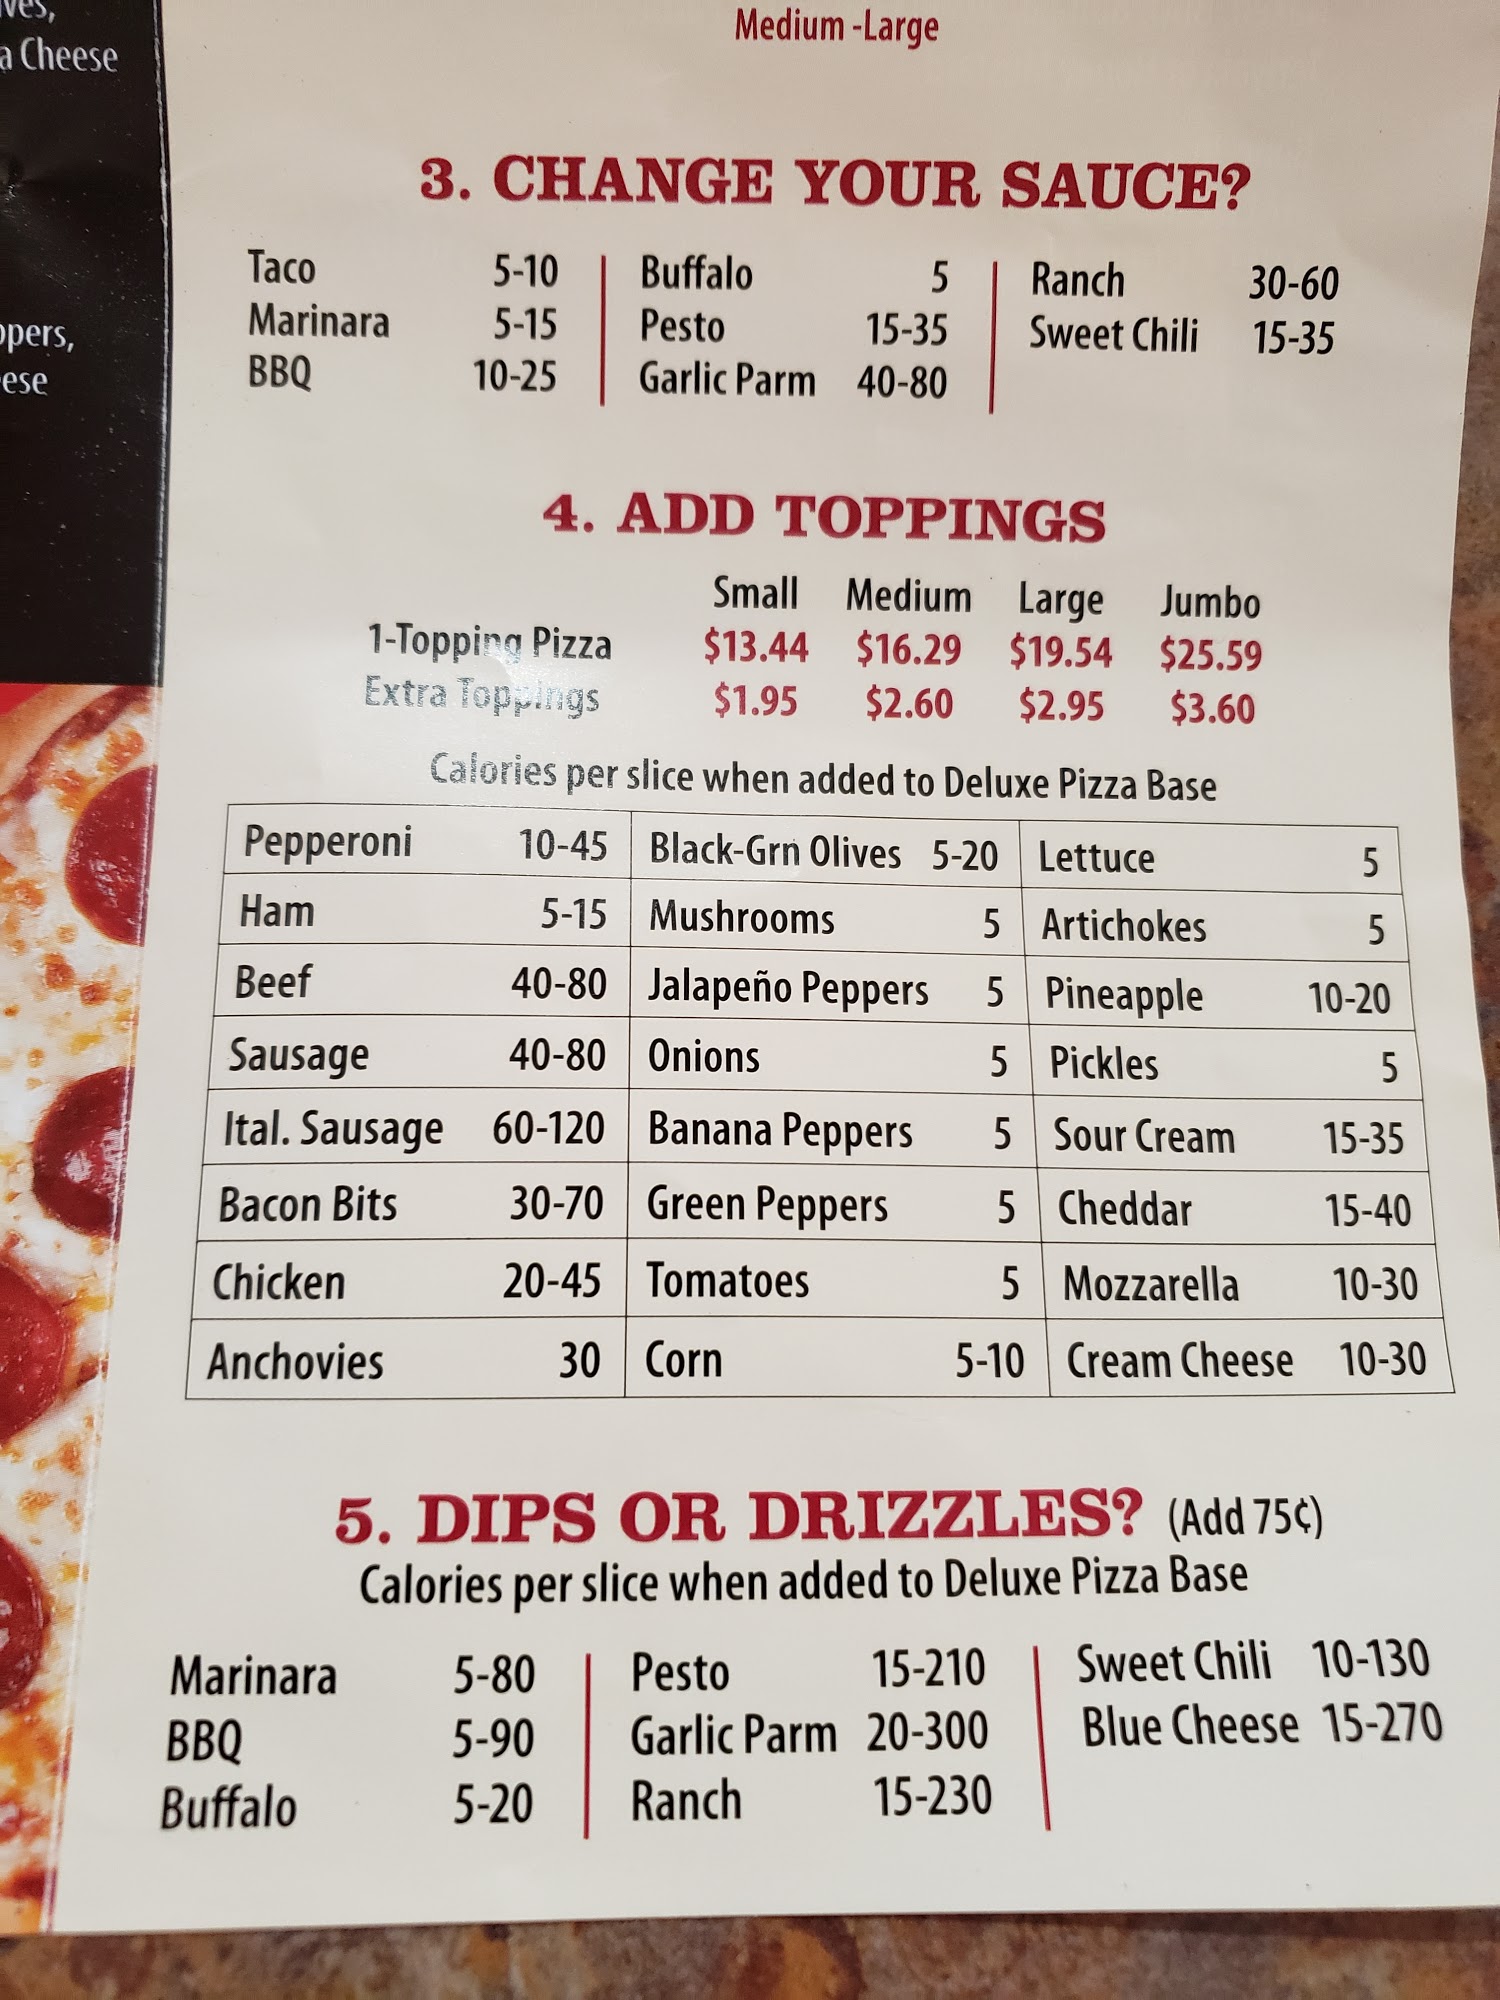 a Cheese
Medium -Large
3. CHANGE YOUR SAUCE?
Taco 5-10
Marinara 5-15
BBQ 10-25
Buffalo 5
Pesto 15-35
Garlic Parm 40-80
Ranch 30-60
Sweet Chili 15-35
4. ADD TOPPINGS
Small Medium Large Jumbo
1-Topping Pizza $13.44 $16.29 $19.54 $25.59
Extra Toppings $1.95 $2.60 $2.95 $3.60
Calories per slice when added to Deluxe Pizza Base
Pepperoni 10-45 Black-Grn Olives 5-20 Lettuce 5
Ham 5-15 Mushrooms 5 Artichokes 5
Beef 40-80 Jalapeño Peppers 5 Pineapple 10-20
Sausage 40-80 Onions 5 Pickles 5
Ital. Sausage 60-120 Banana Peppers 5 Sour Cream 15-35
Bacon Bits 30-70 Green Peppers 5 Cheddar 15-40
Chicken 20-45 Tomatoes 5 Mozzarella 10-30
Anchovies 30 Corn 5-10 Cream Cheese 10-30
5. DIPS OR DRIZZLES? (Add 75¢)
Calories per slice when added to Deluxe Pizza Base
Marinara 5-80
BBQ 5-90
Buffalo 5-20
Pesto 15-210
Garlic Parm 20-300
Ranch 15-230
Sweet Chili 10-130
Blue Cheese 15-270